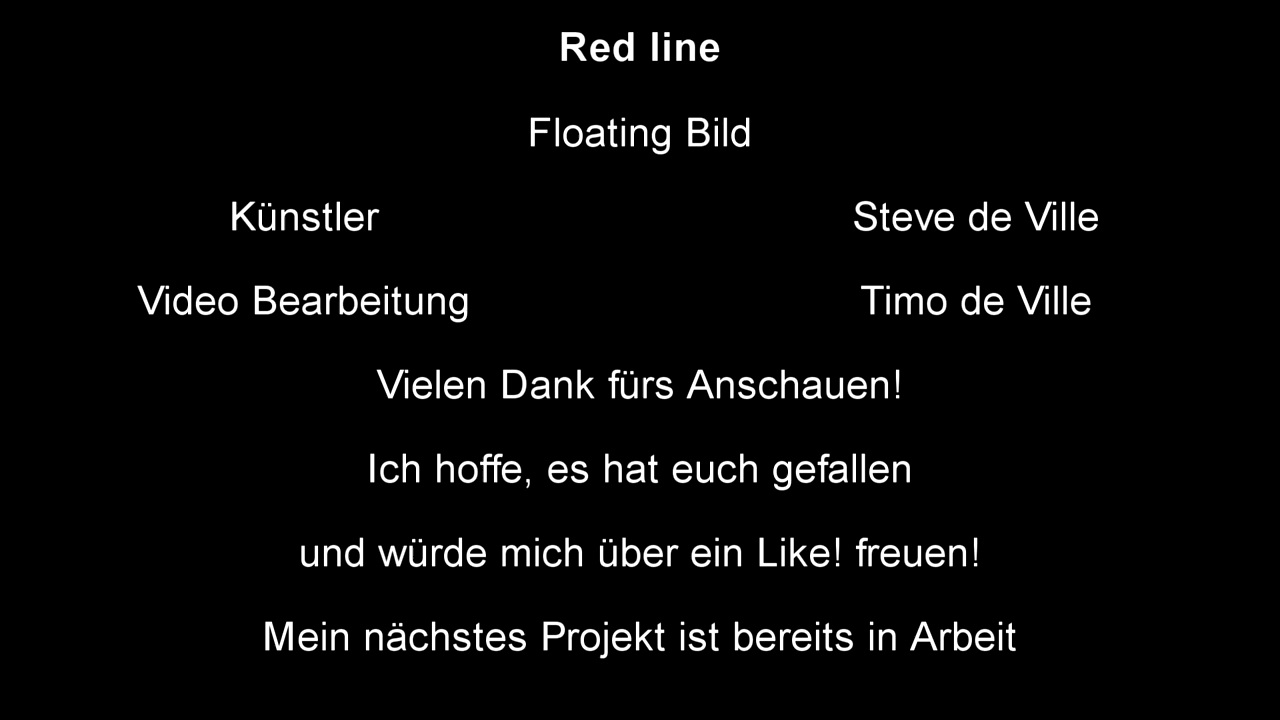 Red line
Floating Bild
Künstler Steve de Ville
Video Bearbeitung Timo de Ville
Vielen Dank fürs Anschauen!
Ich hoffe, es hat euch gefallen
und würde mich über ein Like! freuen!
Mein nächstes Projekt ist bereits in Arbeit